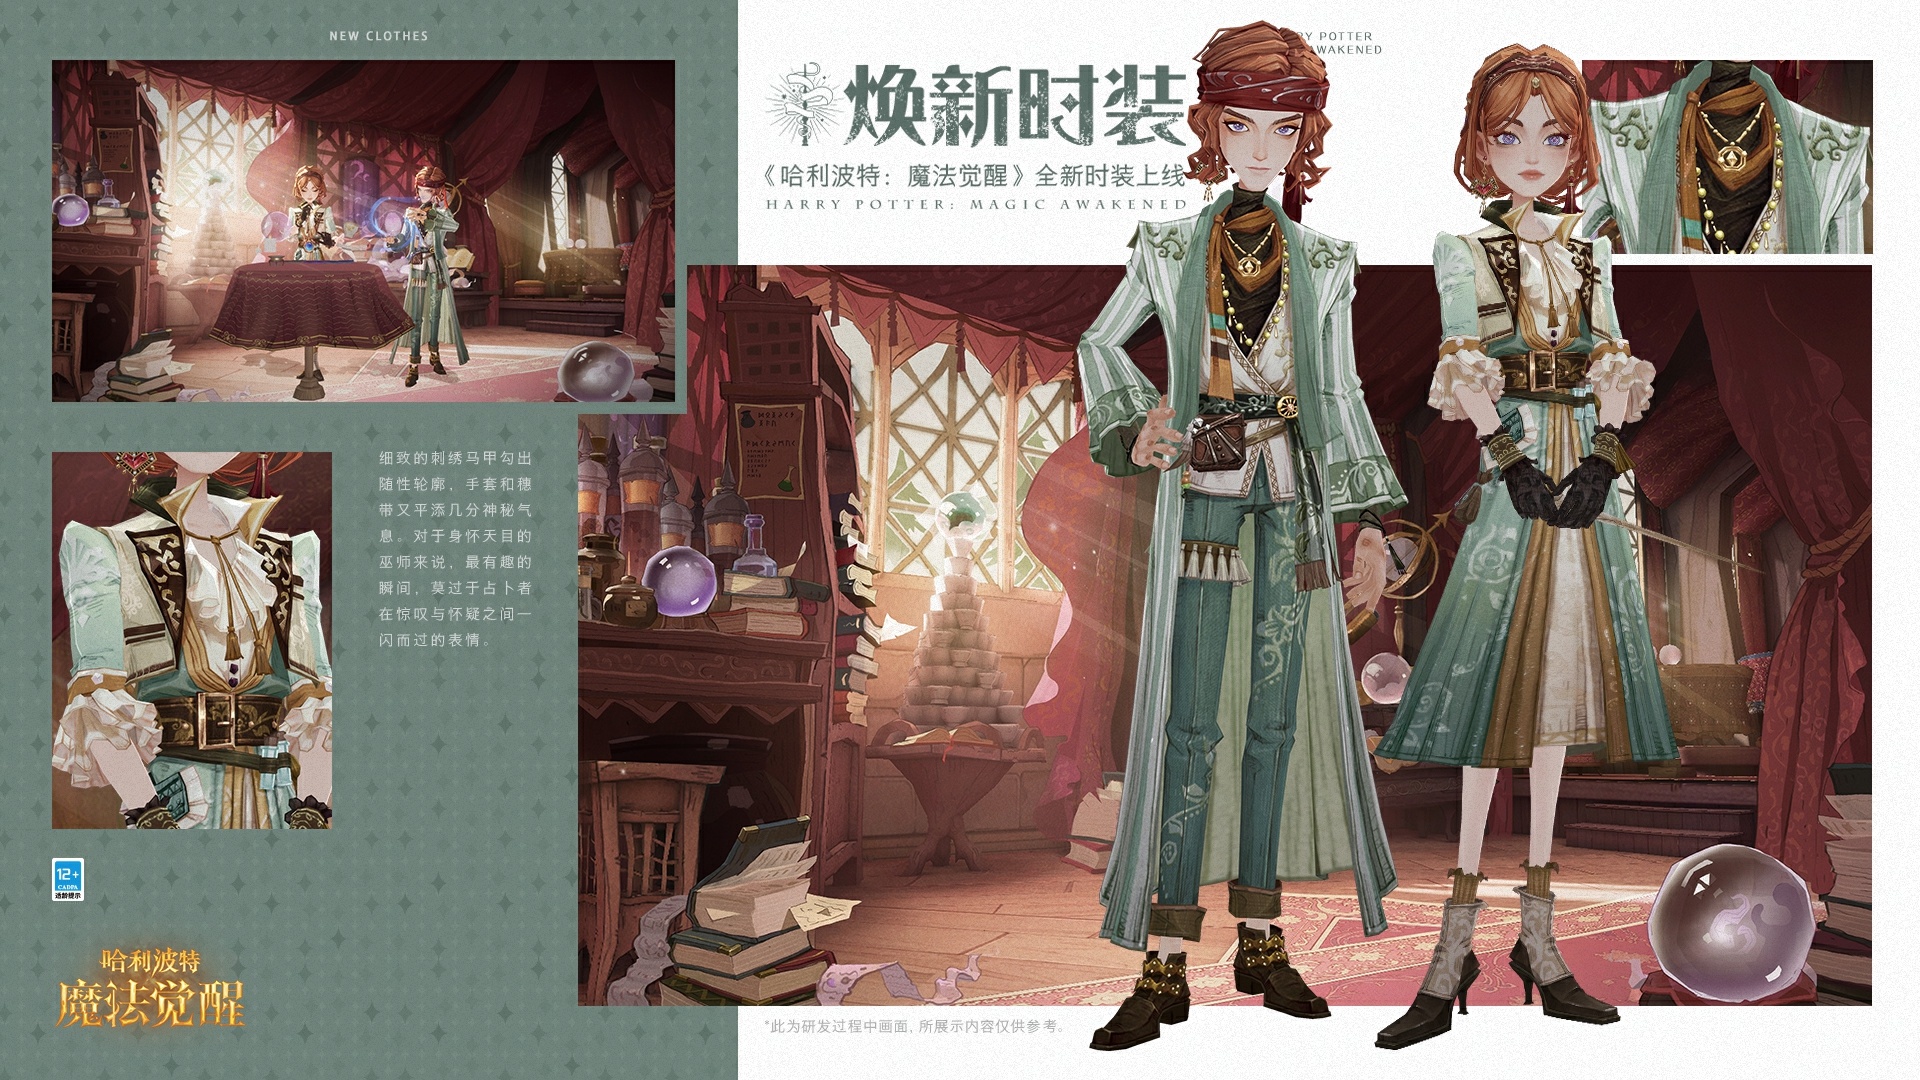 NEW CLOTHES
RY POTTER
AWAKENED
焕新时装
《哈利波特：魔法觉醒》全新时装上线
HARRY POTTER: MAGIC AWAKENED
细致的刺绣马甲勾出
随性轮廓，手套和穗
带又平添几分神秘气
息。对于身怀天目的
巫师来说，最有趣的
瞬间，莫过于占卜者
在惊叹与怀疑之间一
闪而过的表情。
12+
CADPA
适龄提示
哈利波特
魔法觉醒
*此为研发过程中画面，所展示内容仅供参考。